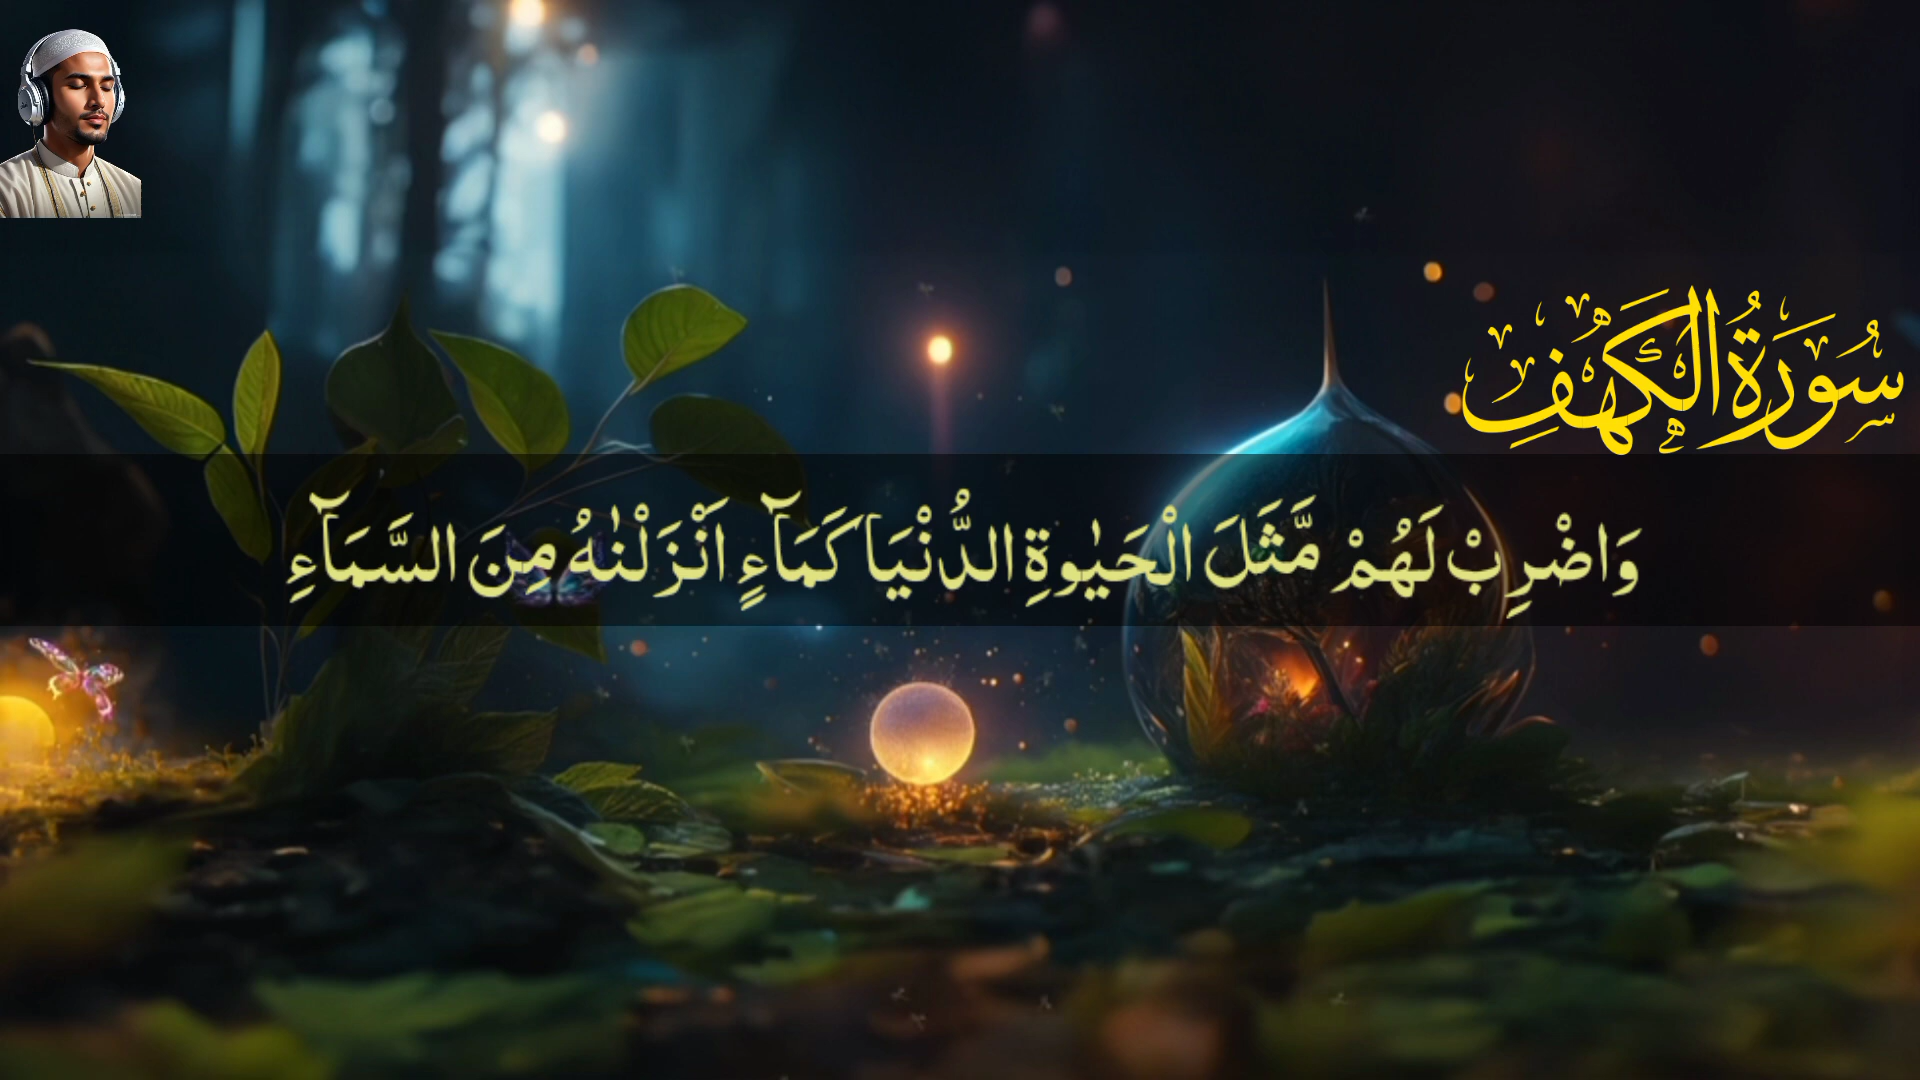 سُورَةُ الْكَهْفِ
وَاضْرِبْ لَهُمْ مَّثَلَ الْحَيٰوةِ الدُّنْيَا كَمَآءٍ اَنْزَلْنٰهُ مِنَ السَّمَآءِ